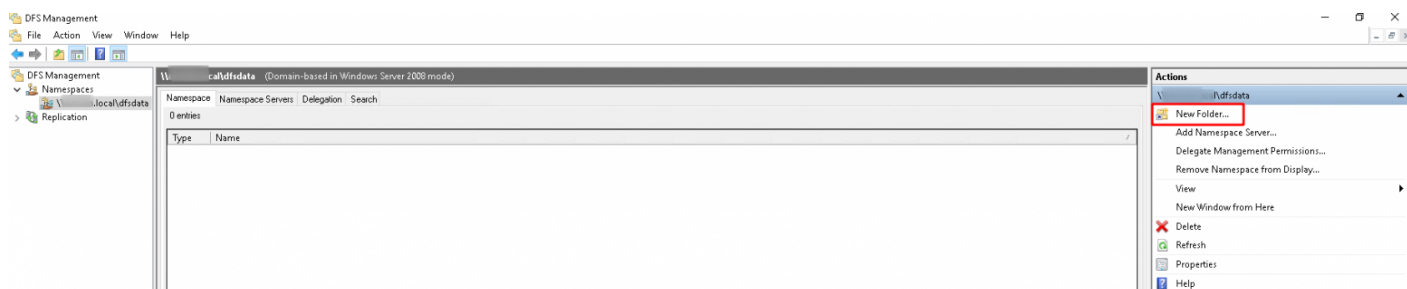 DFS Management
File Action View Window Help
DFS Management
Namespaces
.local\dfsdata
Replication
\\ cal\dfsdata (Domain-based in Windows Server 2008 mode)
Namespace Namespace Servers Delegation Search
0 entries
Type Name
Actions
\dfsdata
New Folder...
Add Namespace Server...
Delegate Management Permissions...
Remove Namespace from Display...
View
New Window from Here
Delete
Refresh
Properties
Help